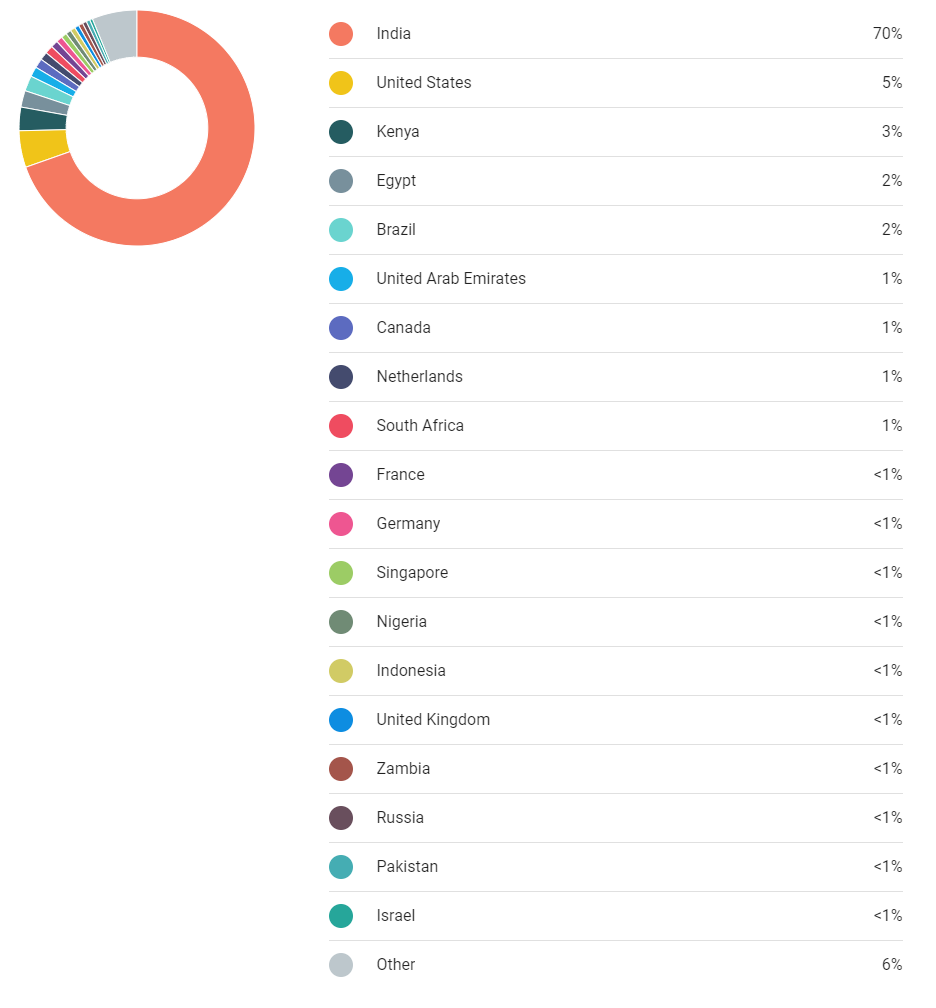 India 70%
United States 5%
Kenya 3%
Egypt 2%
Brazil 2%
United Arab Emirates 1%
Canada 1%
Netherlands 1%
South Africa 1%
France <1%
Germany <1%
Singapore <1%
Nigeria <1%
Indonesia <1%
United Kingdom <1%
Zambia <1%
Russia <1%
Pakistan <1%
Israel <1%
Other 6%